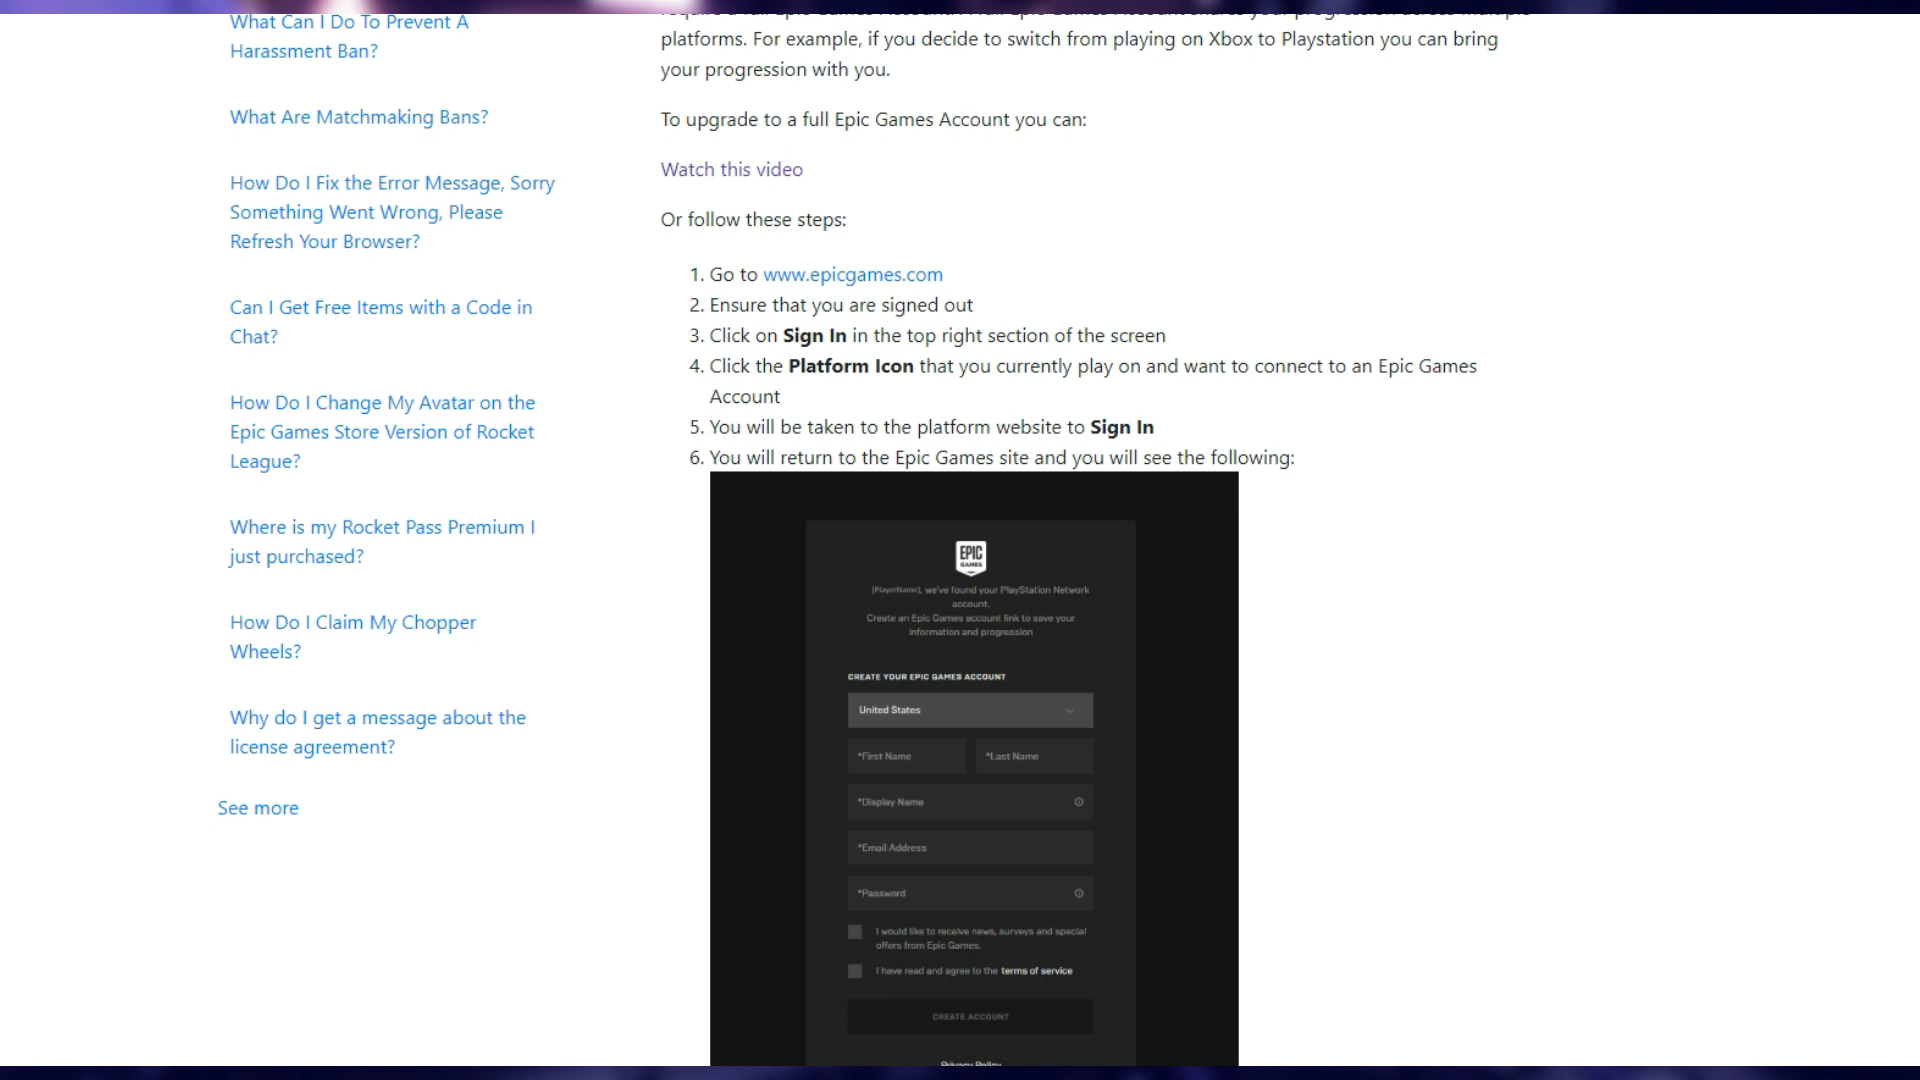 What Can I Do To Prevent A
Harassment Ban?
What Are Matchmaking Bans?
How Do I Fix the Error Message, Sorry
Something Went Wrong, Please
Refresh Your Browser?
Can I Get Free Items with a Code in
Chat?
How Do I Change My Avatar on the
Epic Games Store Version of Rocket
League?
Where is my Rocket Pass Premium I
just purchased?
How Do I Claim My Chopper
Wheels?
Why do I get a message about the
license agreement?
See more
platforms. For example, if you decide to switch from playing on Xbox to Playstation you can bring
your progression with you.
To upgrade to a full Epic Games Account you can:
Watch this video
Or follow these steps:
1. Go to www.epicgames.com
2. Ensure that you are signed out
3. Click on Sign In in the top right section of the screen
4. Click the Platform Icon that you currently play on and want to connect to an Epic Games
Account
5. You will be taken to the platform website to Sign In
6. You will return to the Epic Games site and you will see the following:
EPIC
GAMES
[PlayerName], we've found your PlayStation Network
account.
Create an Epic Games account link to save your
information and progression
CREATE YOUR EPIC GAMES ACCOUNT
United States
*First Name *Last Name
*Display Name
*Email Address
*Password
I would like to receive news, surveys and special
offers from Epic Games.
I have read and agree to the terms of service
CREATE ACCOUNT
Privacy Policy